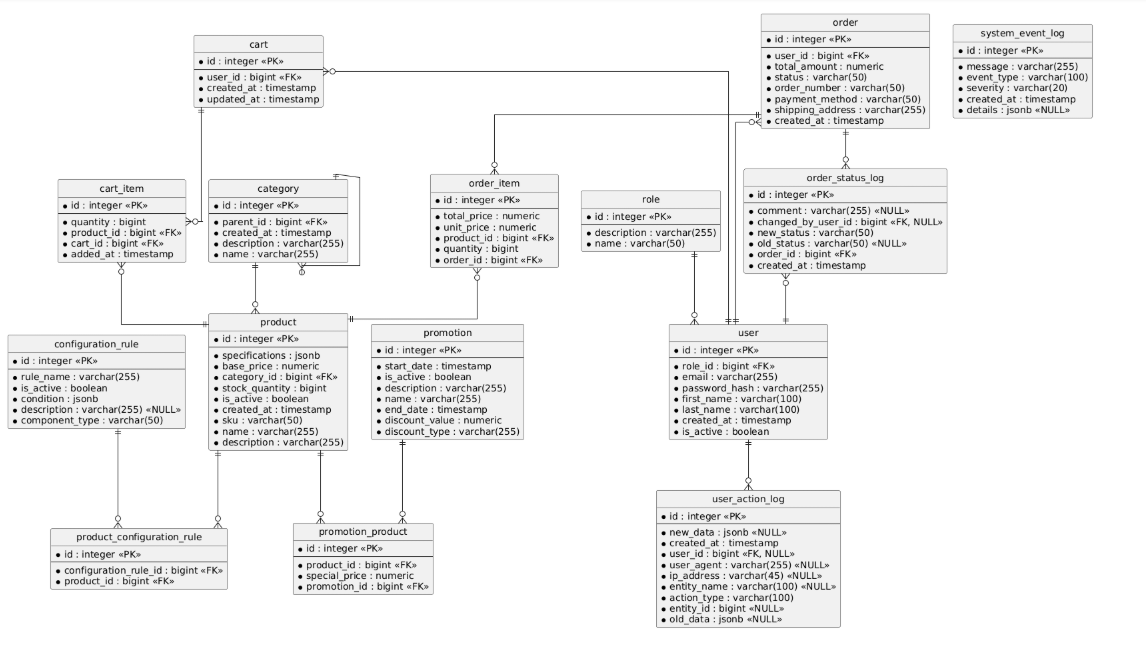 cart
id : integer «PK»
user_id : bigint «FK»
created_at : timestamp
updated_at : timestamp
order
id : integer «PK»
user_id : bigint «FK»
total_amount : numeric
status : varchar(50)
order_number : varchar(50)
payment_method : varchar(50)
shipping_address : varchar(255)
created_at : timestamp
system_event_log
id : integer «PK»
message : varchar(255)
event_type : varchar(100)
severity : varchar(20)
created_at : timestamp
details : jsonb «NULL»
cart_item
id : integer «PK»
quantity : bigint
product_id : bigint «FK»
cart_id : bigint «FK»
added_at : timestamp
category
id : integer «PK»
parent_id : bigint «FK»
created_at : timestamp
description : varchar(255)
name : varchar(255)
order_item
id : integer «PK»
total_price : numeric
unit_price : numeric
product_id : bigint «FK»
quantity : bigint
order_id : bigint «FK»
role
id : integer «PK»
description : varchar(255)
name : varchar(50)
order_status_log
id : integer «PK»
comment : varchar(255) «NULL»
changed_by_user_id : bigint «FK, NULL»
new_status : varchar(50)
old_status : varchar(50) «NULL»
order_id : bigint «FK»
created_at : timestamp
configuration_rule
id : integer «PK»
rule_name : varchar(255)
is_active : boolean
condition : jsonb
description : varchar(255) «NULL»
component_type : varchar(50)
product
id : integer «PK»
specifications : jsonb
base_price : numeric
category_id : bigint «FK»
stock_quantity : bigint
is_active : boolean
created_at : timestamp
sku : varchar(50)
name : varchar(255)
description : varchar(255)
promotion
id : integer «PK»
start_date : timestamp
is_active : boolean
description : varchar(255)
name : varchar(255)
end_date : timestamp
discount_value : numeric
discount_type : varchar(255)
user
id : integer «PK»
role_id : bigint «FK»
email : varchar(255)
password_hash : varchar(255)
first_name : varchar(100)
last_name : varchar(100)
created_at : timestamp
is_active : boolean
product_configuration_rule
id : integer «PK»
configuration_rule_id : bigint «FK»
product_id : bigint «FK»
promotion_product
id : integer «PK»
product_id : bigint «FK»
special_price : numeric
promotion_id : bigint «FK»
user_action_log
id : integer «PK»
new_data : jsonb «NULL»
created_at : timestamp
user_id : bigint «FK, NULL»
user_agent : varchar(255) «NULL»
ip_address : varchar(45) «NULL»
entity_name : varchar(100) «NULL»
action_type : varchar(100)
entity_id : bigint «NULL»
old_data : jsonb «NULL»